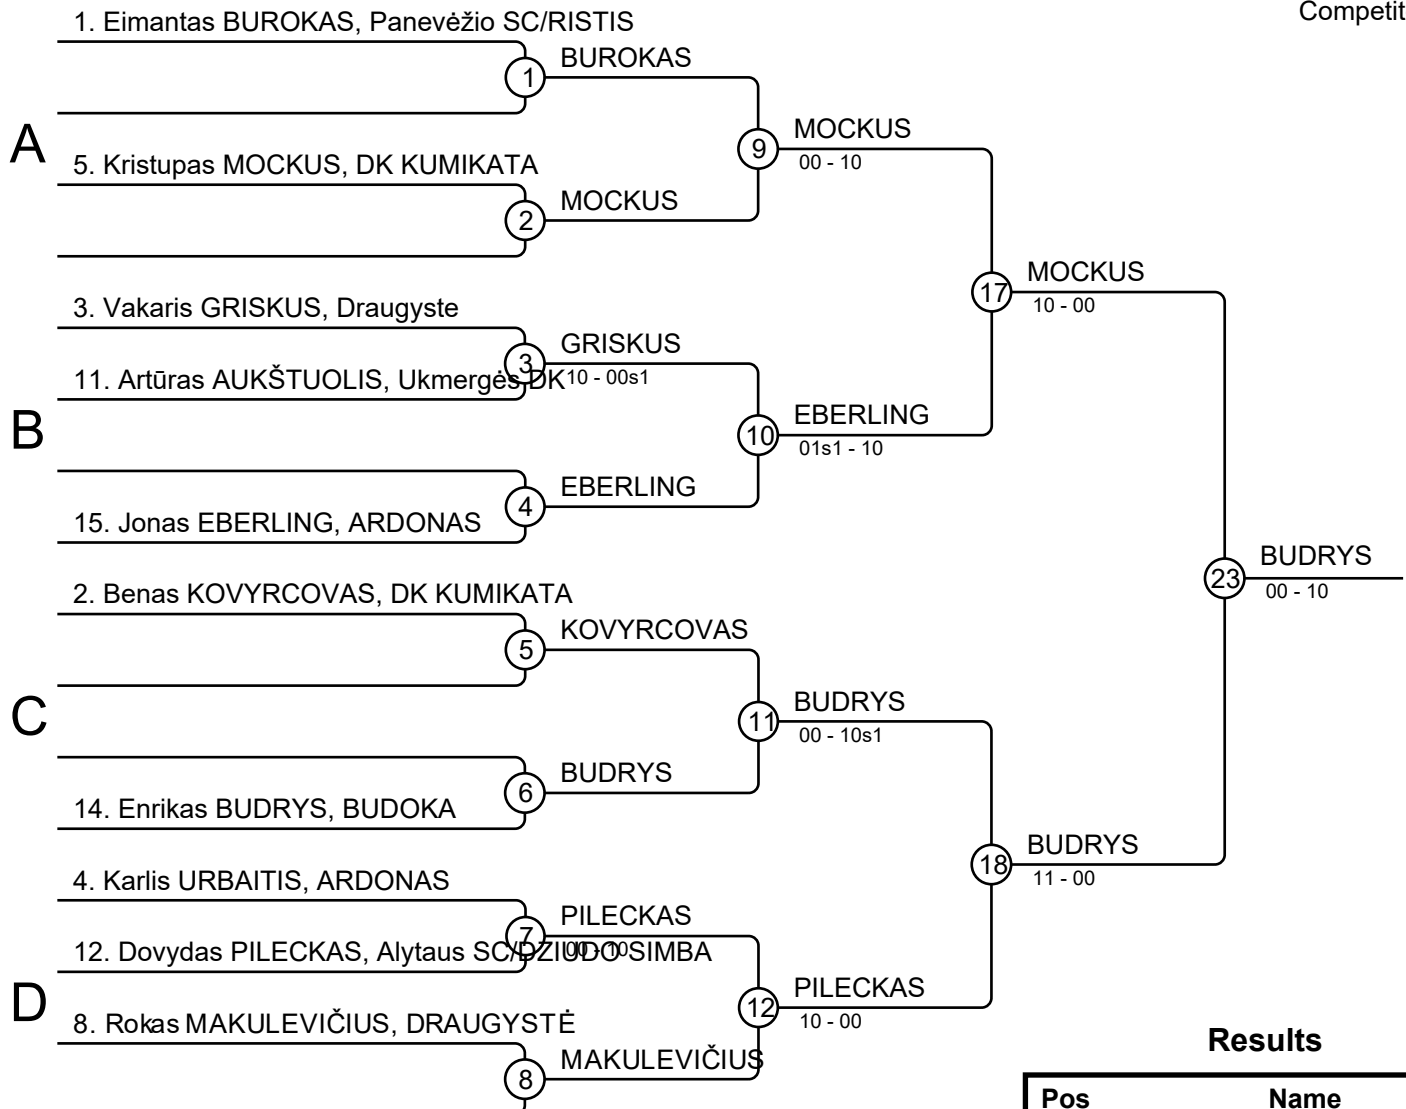 Competit
1. Eimantas BUROKAS, Panevėžio SC/RISTIS
1
BUROKAS
A
9
MOCKUS
00 - 10
5. Kristupas MOCKUS, DK KUMIKATA
2
MOCKUS
17
MOCKUS
10 - 00
3. Vakaris GRISKUS, Draugyste
3
GRISKUS
10 - 00s1
11. Artūras AUKŠTUOLIS, Ukmergės DK
B
10
EBERLING
01s1 - 10
4
EBERLING
15. Jonas EBERLING, ARDONAS
23
BUDRYS
00 - 10
2. Benas KOVYRCOVAS, DK KUMIKATA
5
KOVYRCOVAS
C
11
BUDRYS
00 - 10s1
6
BUDRYS
14. Enrikas BUDRYS, BUDOKA
18
BUDRYS
11 - 00
4. Karlis URBAITIS, ARDONAS
7
PILECKAS
00 - 10
12. Dovydas PILECKAS, Alytaus SC/DZIUDO SIMBA
D
12
PILECKAS
10 - 00
8. Rokas MAKULEVIČIUS, DRAUGYSTĖ
8
MAKULEVIČIUS
Results
Pos Name